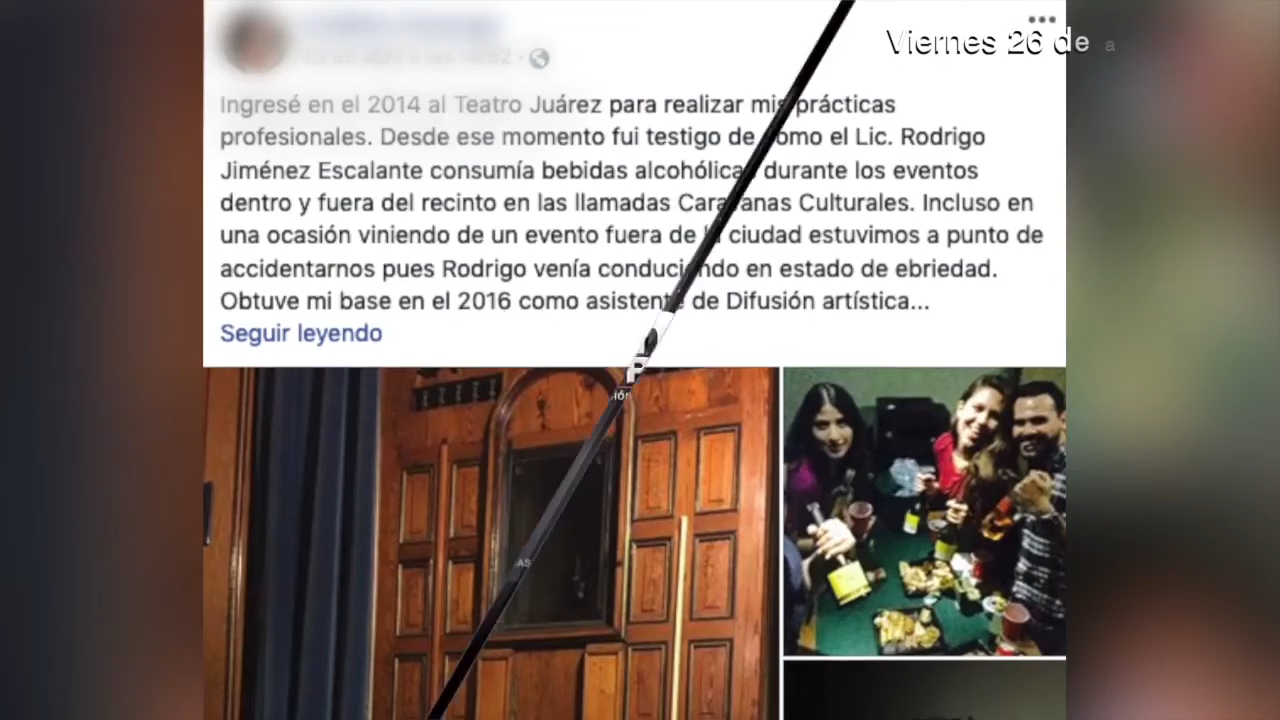 Viernes 26 de a
Ingresé en el 2014 al Teatro Juárez para realizar mis prácticas
profesionales. Desde ese momento fui testigo de como el Lic. Rodrigo
Jiménez Escalante consumía bebidas alcohólicas durante los eventos
dentro y fuera del recinto en las llamadas Caravanas Culturales. Incluso en
una ocasión viniendo de un evento fuera de la ciudad estuvimos a punto de
accidentarnos pues Rodrigo venía conduciendo en estado de ebriedad.
Obtuve mi base en el 2016 como asistente de Difusión artística...
Seguir leyendo